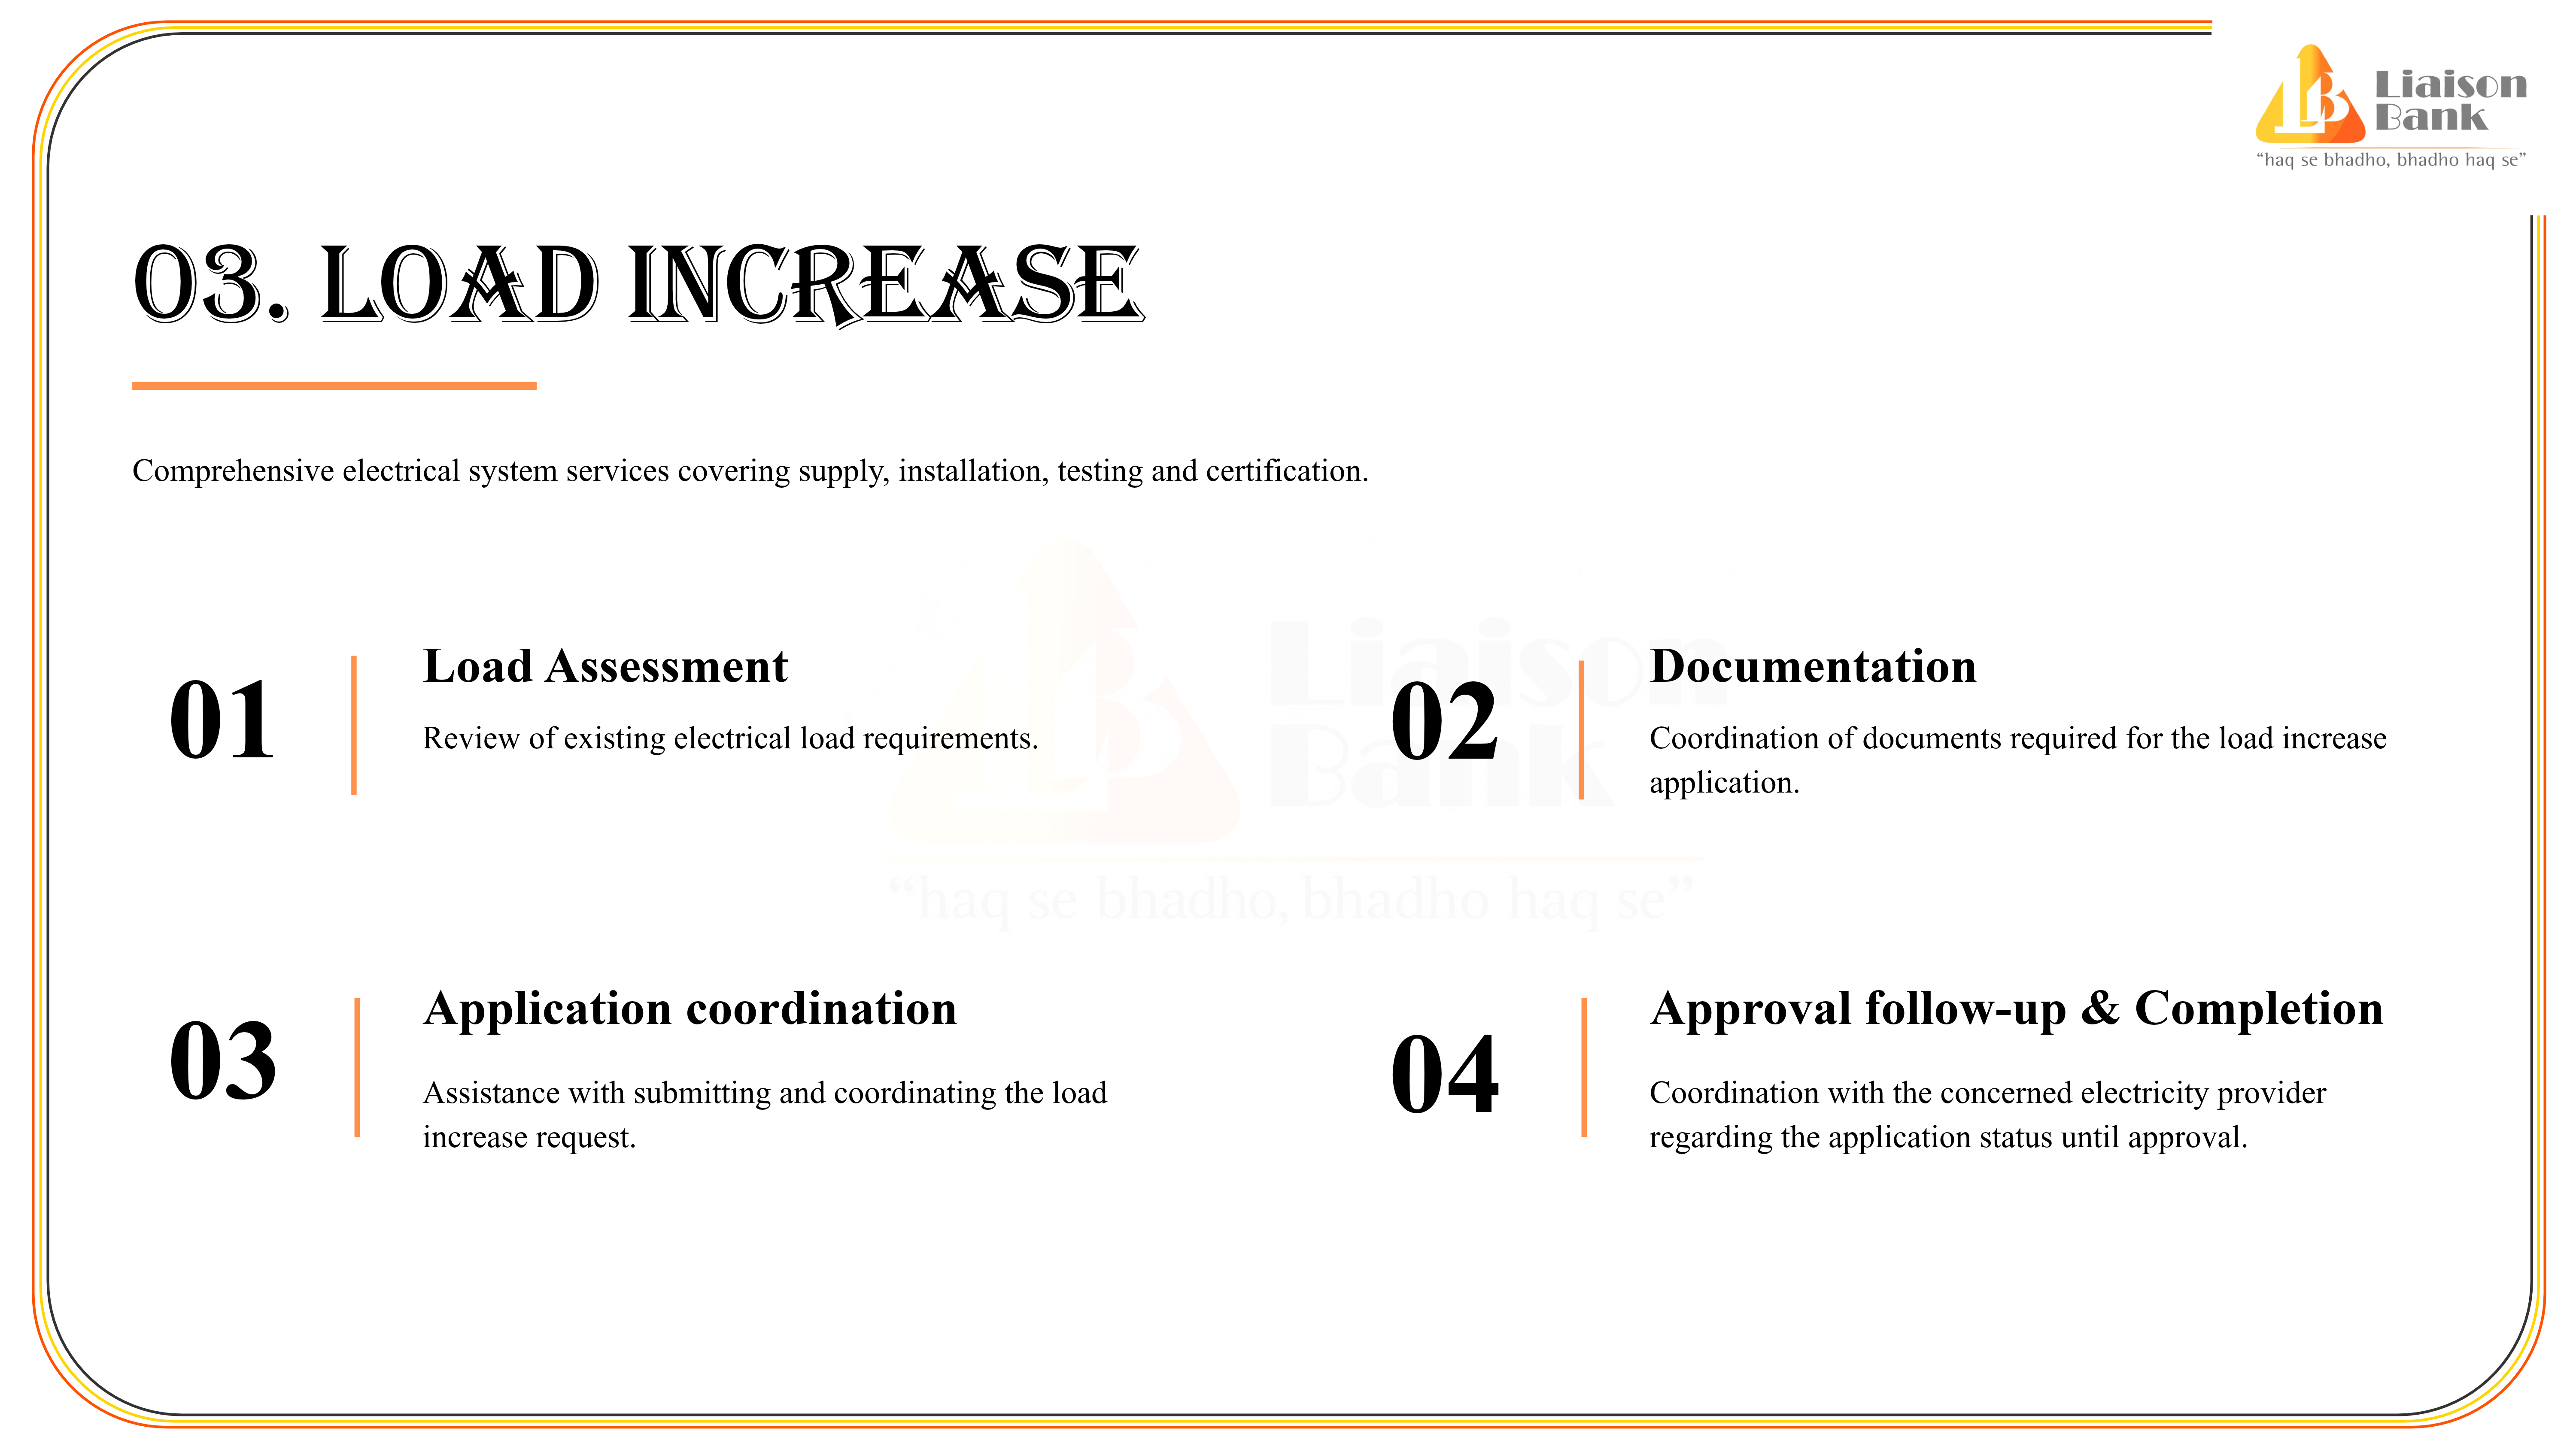 Liaison
Bank
“haq se bhadho, bhadho haq se”
03. LOAD INCREASE
Comprehensive electrical system services covering supply, installation, testing and certification.
01
Load Assessment
Review of existing electrical load requirements.
02
Documentation
Coordination of documents required for the load increase
application.
Liaison
Bank
“haq se bhadho, bhadho haq se”
03
Application coordination
Assistance with submitting and coordinating the load
increase request.
04
Approval follow-up & Completion
Coordination with the concerned electricity provider
regarding the application status until approval.